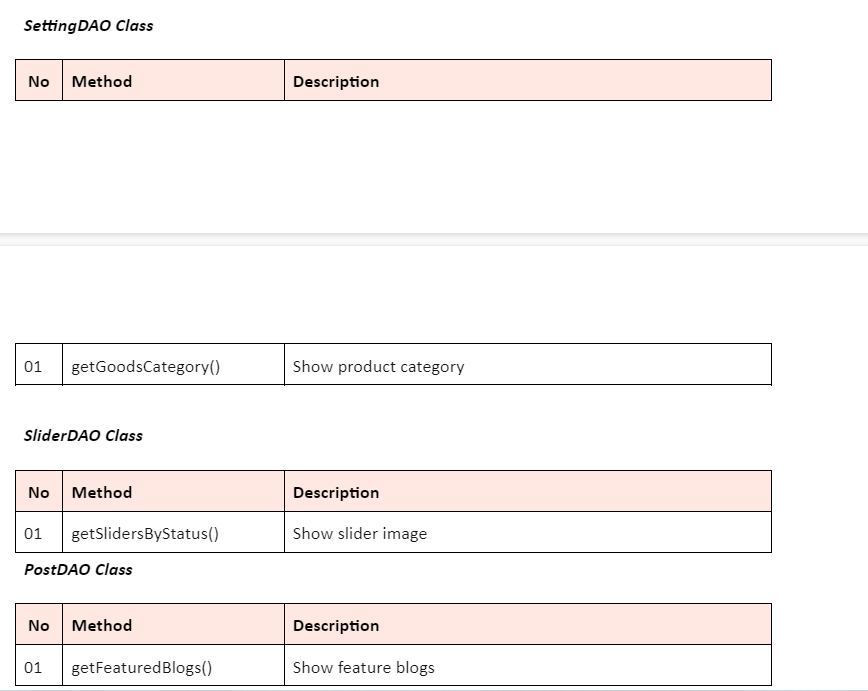 SettingDAO Class
No Method Description
01 getGoodsCategory() Show product category
SliderDAO Class
No Method Description
01 getSlidersByStatus() Show slider image
PostDAO Class
No Method Description
01 getFeaturedBlogs() Show feature blogs